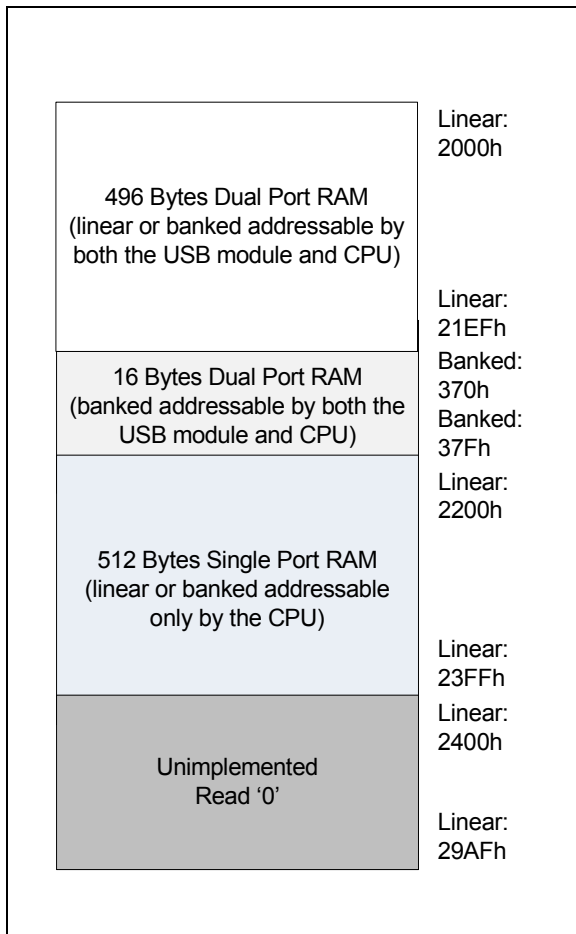 Linear:
2000h
496 Bytes Dual Port RAM
(linear or banked addressable by
both the USB module and CPU)
Linear:
21EFh
Banked:
370h
16 Bytes Dual Port RAM
(banked addressable by both the
USB module and CPU)
Banked:
37Fh
Linear:
2200h
512 Bytes Single Port RAM
(linear or banked addressable
only by the CPU)
Linear:
23FFh
Linear:
2400h
Unimplemented
Read ‘0’
Linear:
29AFh